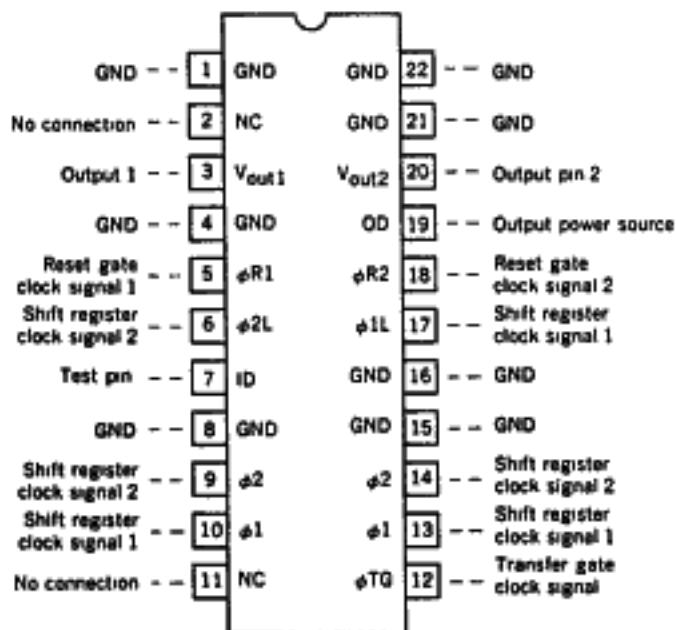 GND -- 1 GND GND 22 -- GND
No connection -- 2 NC GND 21 -- GND
Output 1 -- 3 Vout1 Vout2 20 -- Output pin 2
GND -- 4 GND OD 19 -- Output power source
Reset gate clock signal 1 5 φR1 φR2 18 Reset gate clock signal 2
Shift register clock signal 2 6 φ2L φ1L 17 Shift register clock signal 1
Test pin -- 7 ID GND 16 -- GND
GND -- 8 GND GND 15 -- GND
Shift register clock signal 2 9 φ2 φ2 14 Shift register clock signal 2
Shift register clock signal 1 10 φ1 φ1 13 Shift register clock signal 1
No connection -- 11 NC φTG 12 Transfer gate clock signal